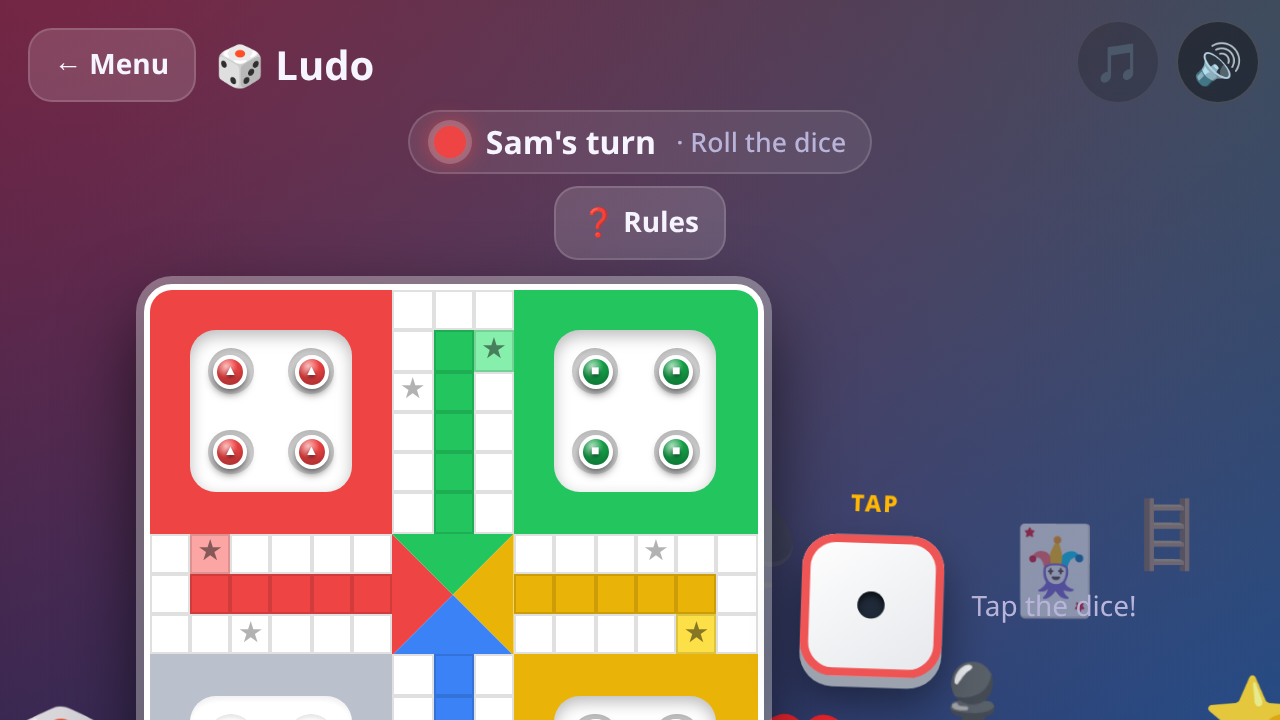 ← Menu
🎲 Ludo
Sam's turn · Roll the dice
❓ Rules
TAP
Tap the dice!